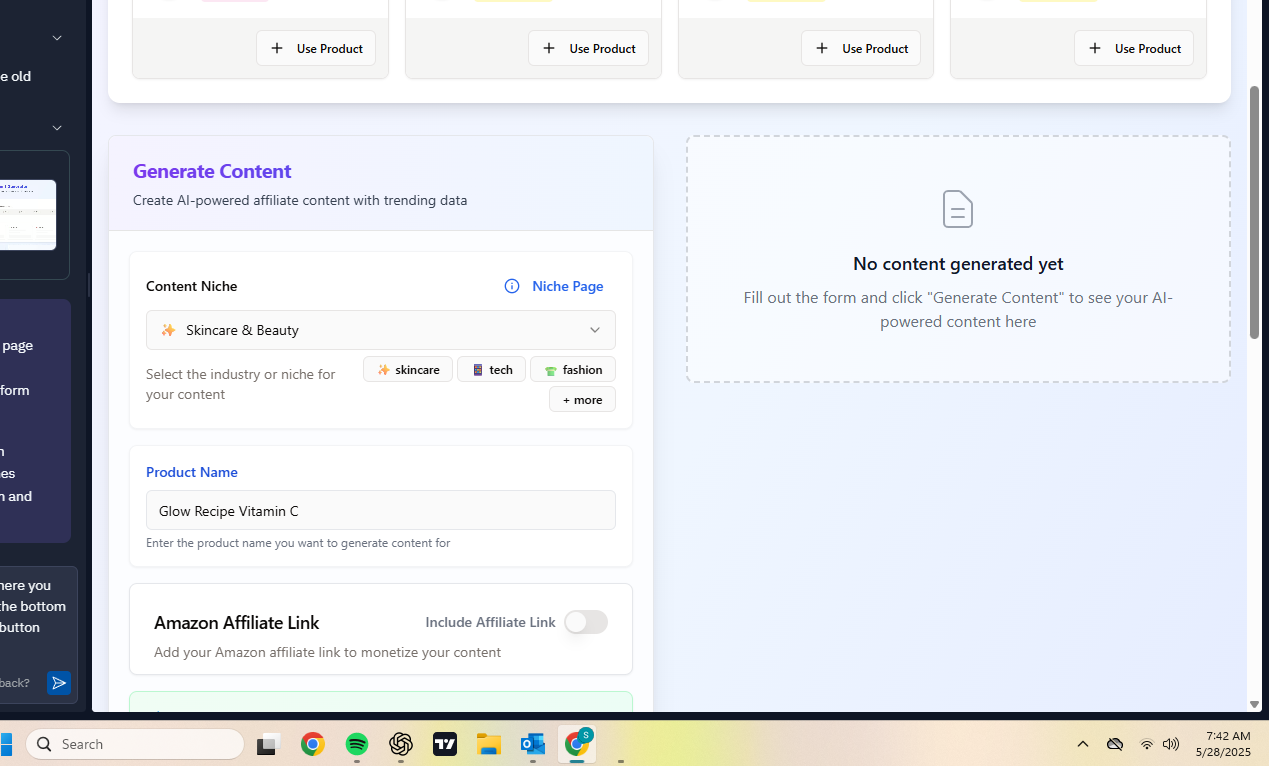 Use Product
Use Product
Use Product
Use Product
e old
page
form
n
es
n and
here you
the bottom
button
back?
Generate Content
Create AI-powered affiliate content with trending data
Content Niche
Niche Page
Skincare & Beauty
Select the industry or niche for
your content
skincare
tech
fashion
+ more
Product Name
Glow Recipe Vitamin C
Enter the product name you want to generate content for
Amazon Affiliate Link
Include Affiliate Link
Add your Amazon affiliate link to monetize your content
No content generated yet
Fill out the form and click "Generate Content" to see your AI-
powered content here
Search
S
7:42 AM
5/28/2025